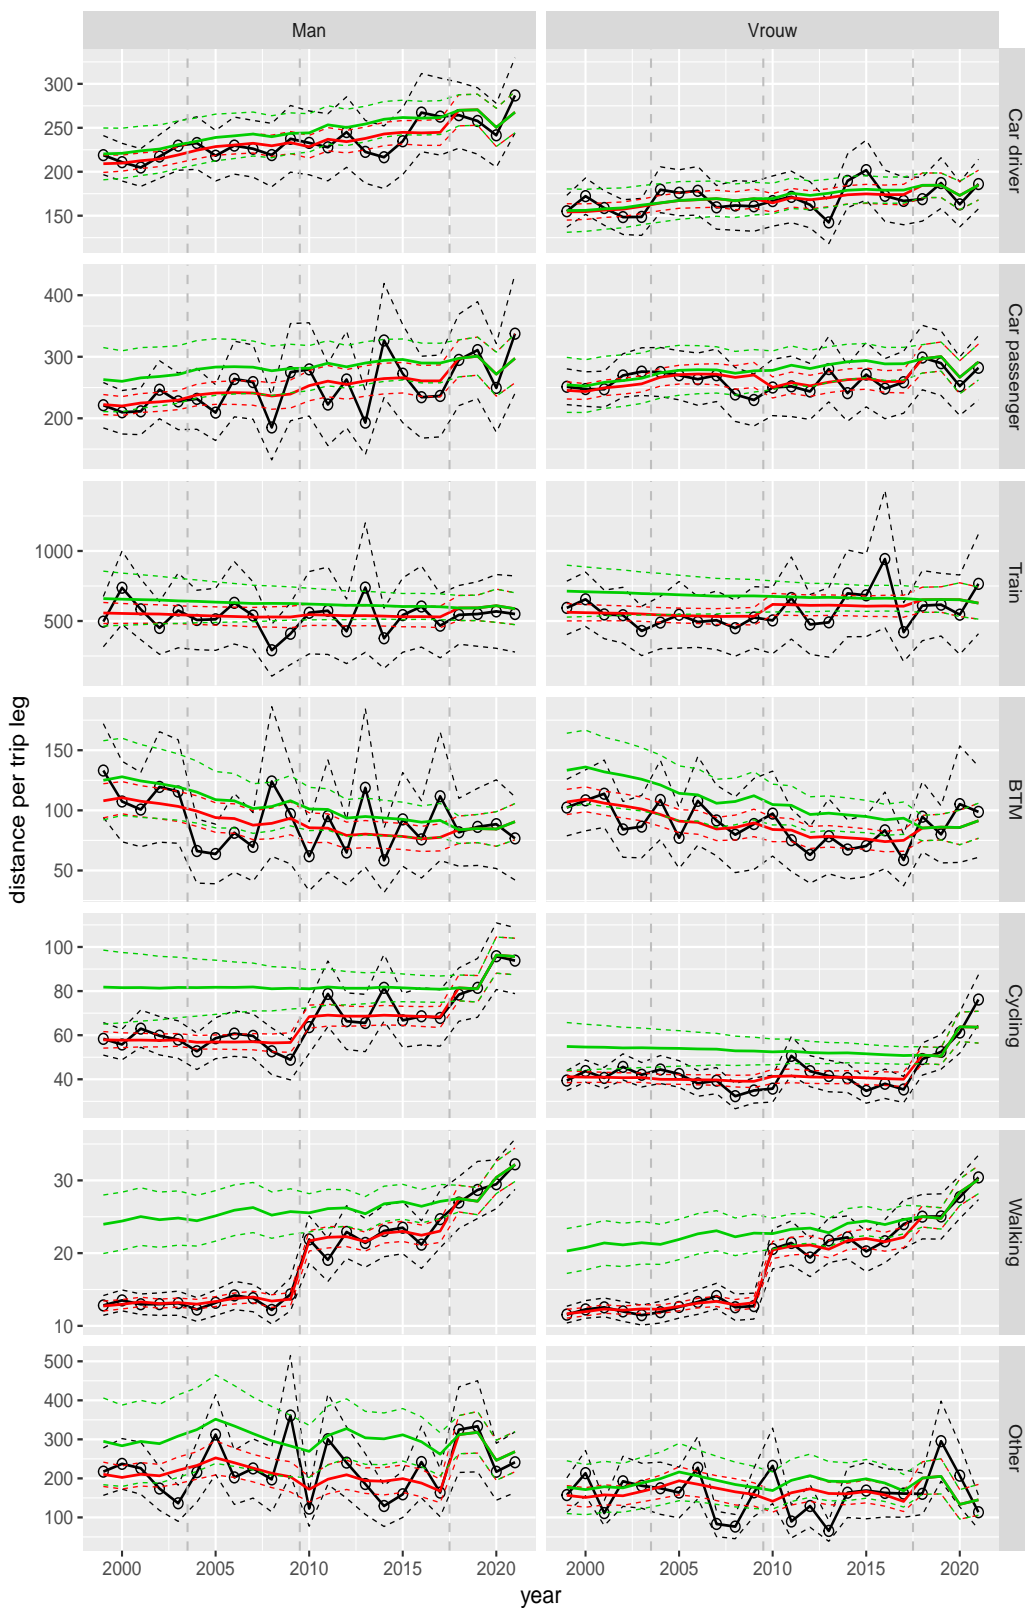 Man Vrouw
300
250
200
150
Car driver
400
300
200
Car passenger
1000
500
Train
150
100
50
BTM
100
80
60
40
Cycling
30
20
10
Walking
500
400
300
200
100
Other
2000 2005 2010 2015 2020 2000 2005 2010 2015 2020
year
distance per trip leg